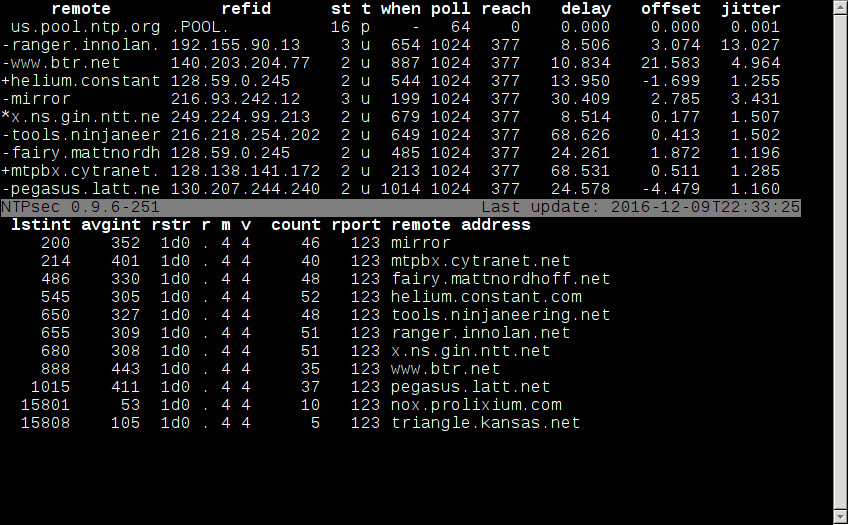 remote refid st t when poll reach delay offset jitter
us.pool.ntp.org .POOL. 16 p - 64 0 0.000 0.000 0.001
-ranger.innolan. 192.155.90.13 3 u 654 1024 377 8.506 3.074 13.027
-www.btr.net 140.203.204.77 2 u 887 1024 377 10.834 21.583 4.964
+helium.constant 128.59.0.245 2 u 544 1024 377 13.950 -1.699 1.255
-mirror 216.93.242.12 3 u 199 1024 377 30.409 2.785 3.431
*x.ns.gin.ntt.ne 249.224.99.213 2 u 679 1024 377 8.514 0.177 1.507
-tools.ninjaneer 216.218.254.202 2 u 649 1024 377 68.626 0.413 1.502
-fairy.mattnordh 128.59.0.245 2 u 485 1024 377 24.261 1.872 1.196
+mtpbx.cytranet. 128.138.141.172 2 u 213 1024 377 68.531 0.511 1.285
-pegasus.latt.ne 130.207.244.240 2 u 1014 1024 377 24.578 -4.479 1.160
NTPsec 0.9.6-251 Last update: 2016-12-09T22:33:25
lstint avgint rstr r m v count rport remote address
200 352 1d0 . 4 4 46 123 mirror
214 401 1d0 . 4 4 40 123 mtpbx.cytranet.net
486 330 1d0 . 4 4 48 123 fairy.mattnordhoff.net
545 305 1d0 . 4 4 52 123 helium.constant.com
650 327 1d0 . 4 4 48 123 tools.ninjaneering.net
655 309 1d0 . 4 4 51 123 ranger.innolan.net
680 308 1d0 . 4 4 51 123 x.ns.gin.ntt.net
888 443 1d0 . 4 4 35 123 www.btr.net
1015 411 1d0 . 4 4 37 123 pegasus.latt.net
15801 53 1d0 . 4 4 10 123 nox.prolixium.com
15808 105 1d0 . 4 4 5 123 triangle.kansas.net